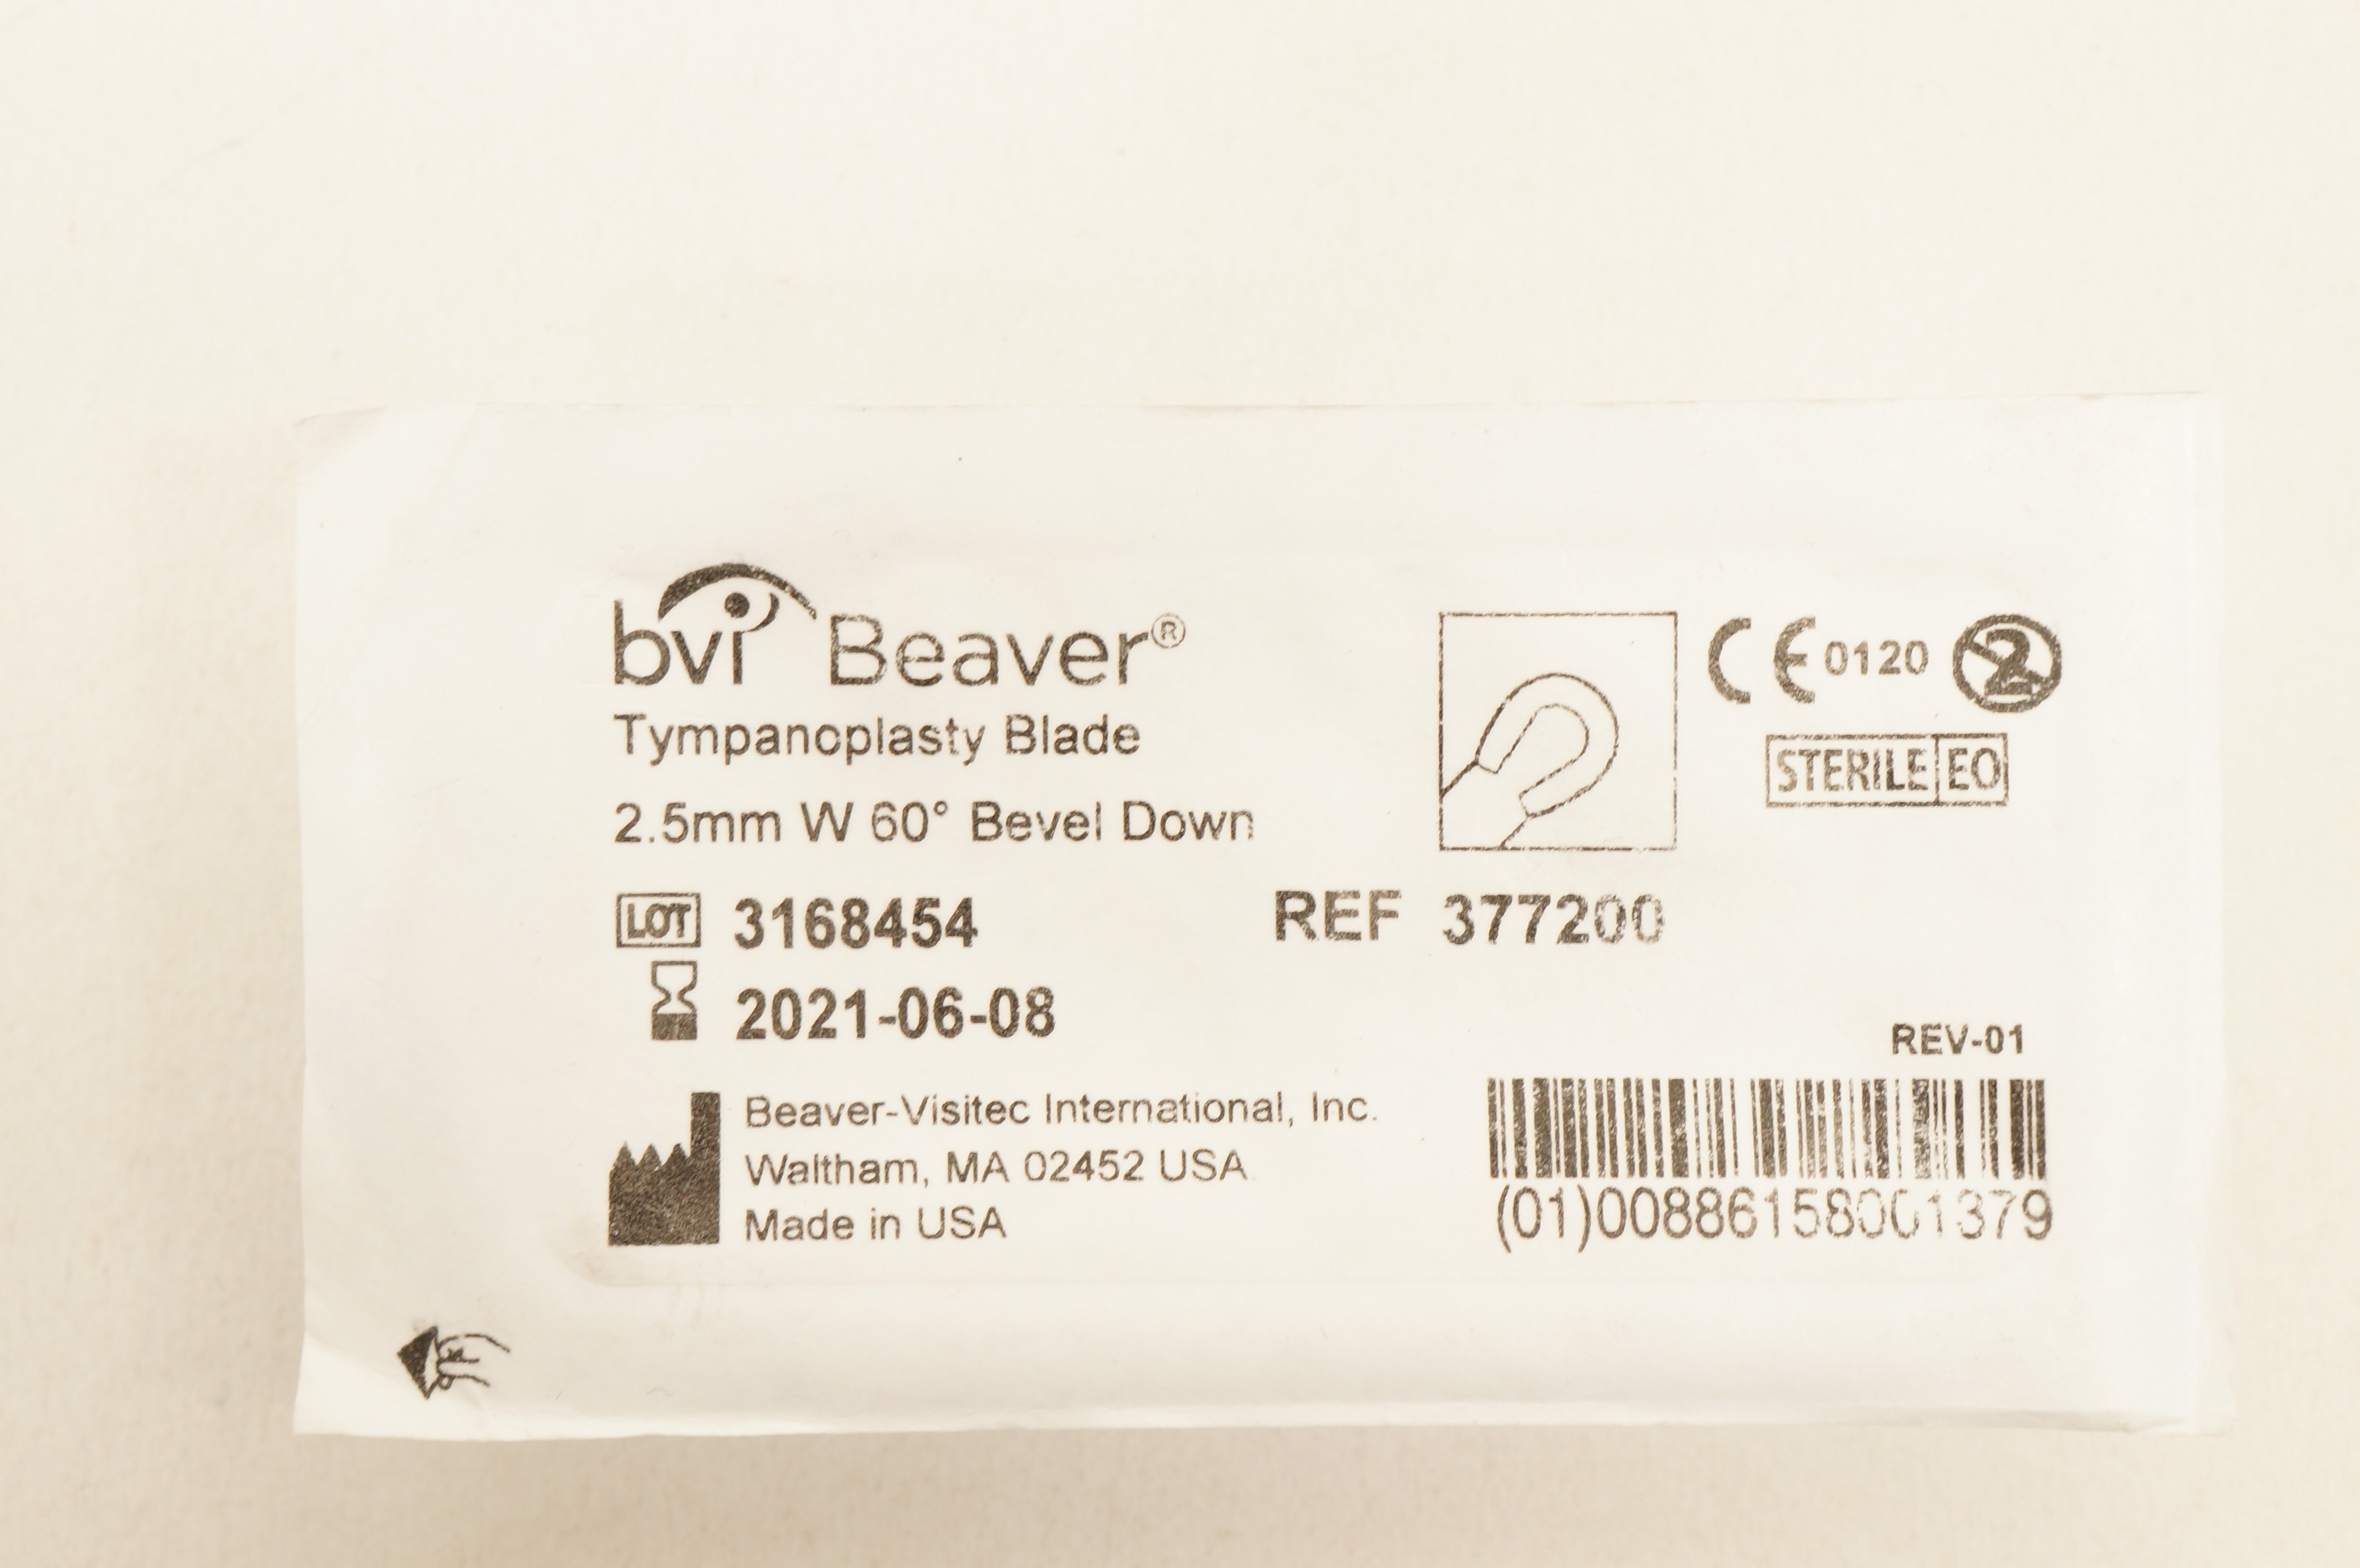 bvi Beaver®
Tympanoplasty Blade
2.5mm W 60° Bevel Down
CE 0120 2
STERILE EO
LOT 3168454
REF 377200
2021-06-08
REV-01
Beaver-Visitec International, Inc.
Waltham, MA 02452 USA
Made in USA
(01)00886158001379